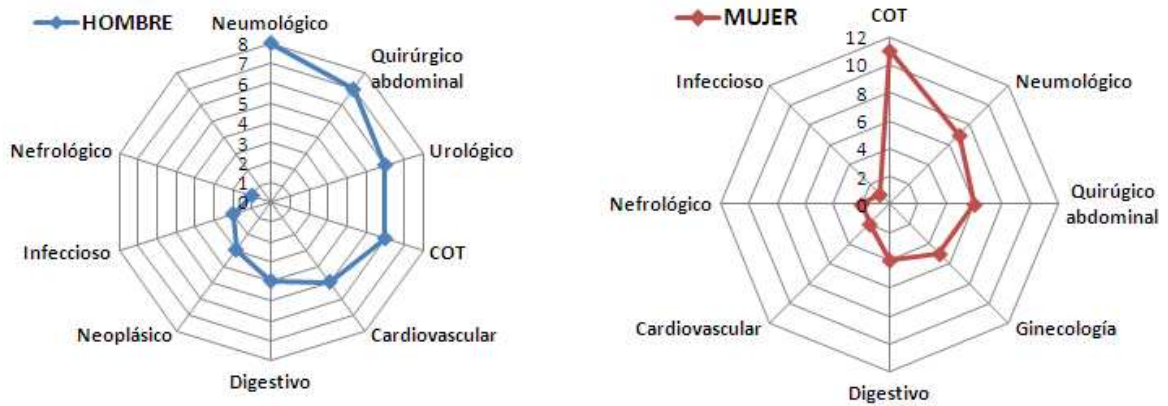 HOMBRE
Neumológico
Quirúrgico
abdominal
Urológico
COT
Cardiovascular
Digestivo
Neoplásico
Infeccioso
Nefrológico
8
7
6
5
4
3
2
1
0
MUJER
COT
Neumológico
Quirúgico
abdominal
Ginecología
Digestivo
Cardiovascular
Nefrológico
Infeccioso
12
10
8
6
4
2
0